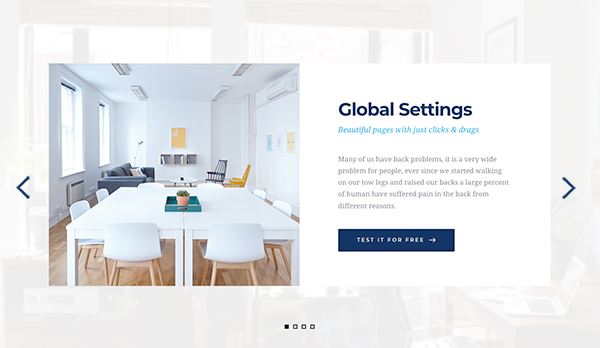 Global Settings
Beautiful pages with just clicks & drags
Many of us have back problems, it is a very wide
problem for people, ever since we started walking
on our tow legs and raised our backs a large percent
of human have suffered pain in the back from
different reasons.
TEST IT FOR FREE